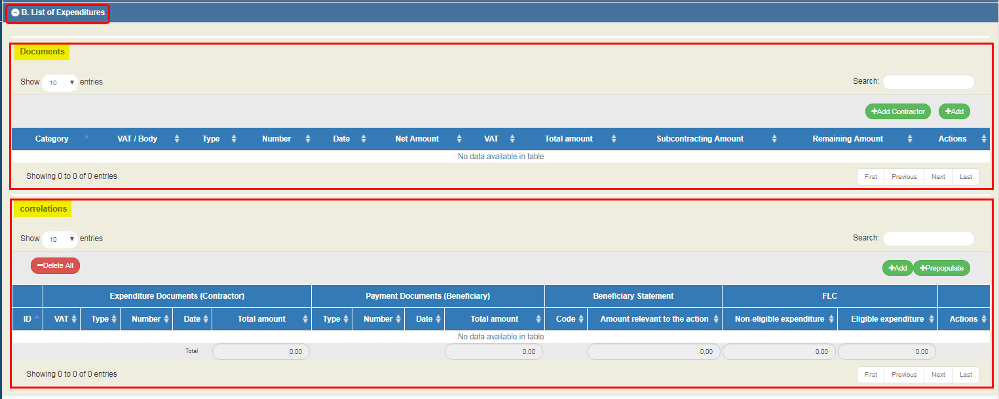 B. List of Expenditures
Documents
Show 10 entries Search:
Add Contractor Add
Category VAT / Body Type Number Date Net Amount VAT Total amount Subcontracting Amount Remaining Amount Actions
No data available in table
Showing 0 to 0 of 0 entries First Previous Next Last
correlations
Show 10 entries Search:
Delete All Add Prepopulate
Expenditure Documents (Contractor) Payment Documents (Beneficiary) Beneficiary Statement FLC
ID VAT Type Number Date Total amount Type Number Date Total amount Code Amount relevant to the action Non-eligible expenditure Eligible expenditure Actions
No data available in table
Total 0,00 0,00 0,00 0,00 0,00
Showing 0 to 0 of 0 entries First Previous Next Last